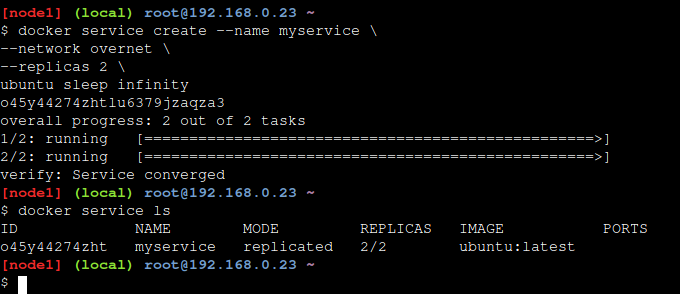 [node1] (local) root@192.168.0.23 ~
$ docker service create --name myservice \
--network overnet \
--replicas 2 \
ubuntu sleep infinity
o45y44274zht1u6379jzaqza3
overall progress: 2 out of 2 tasks
1/2: running   [==================================================>]
2/2: running   [==================================================>]
verify: Service converged
[node1] (local) root@192.168.0.23 ~
$ docker service ls
ID             NAME        MODE         REPLICAS   IMAGE           PORTS
o45y44274zht   myservice   replicated   2/2        ubuntu:latest
[node1] (local) root@192.168.0.23 ~
$